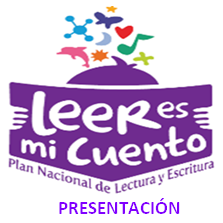 Leer es
mi Cuento
Plan Nacional de Lectura y Escritura
PRESENTACIÓN